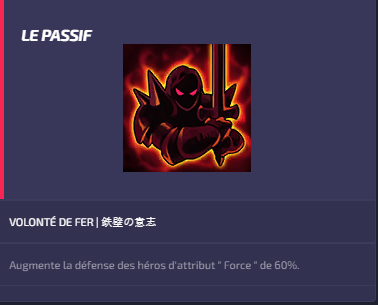 LE PASSIF
VOLONTÉ DE FER | 鉄壁の意志
Augmente la défense des héros d'attribut " Force " de 60%.